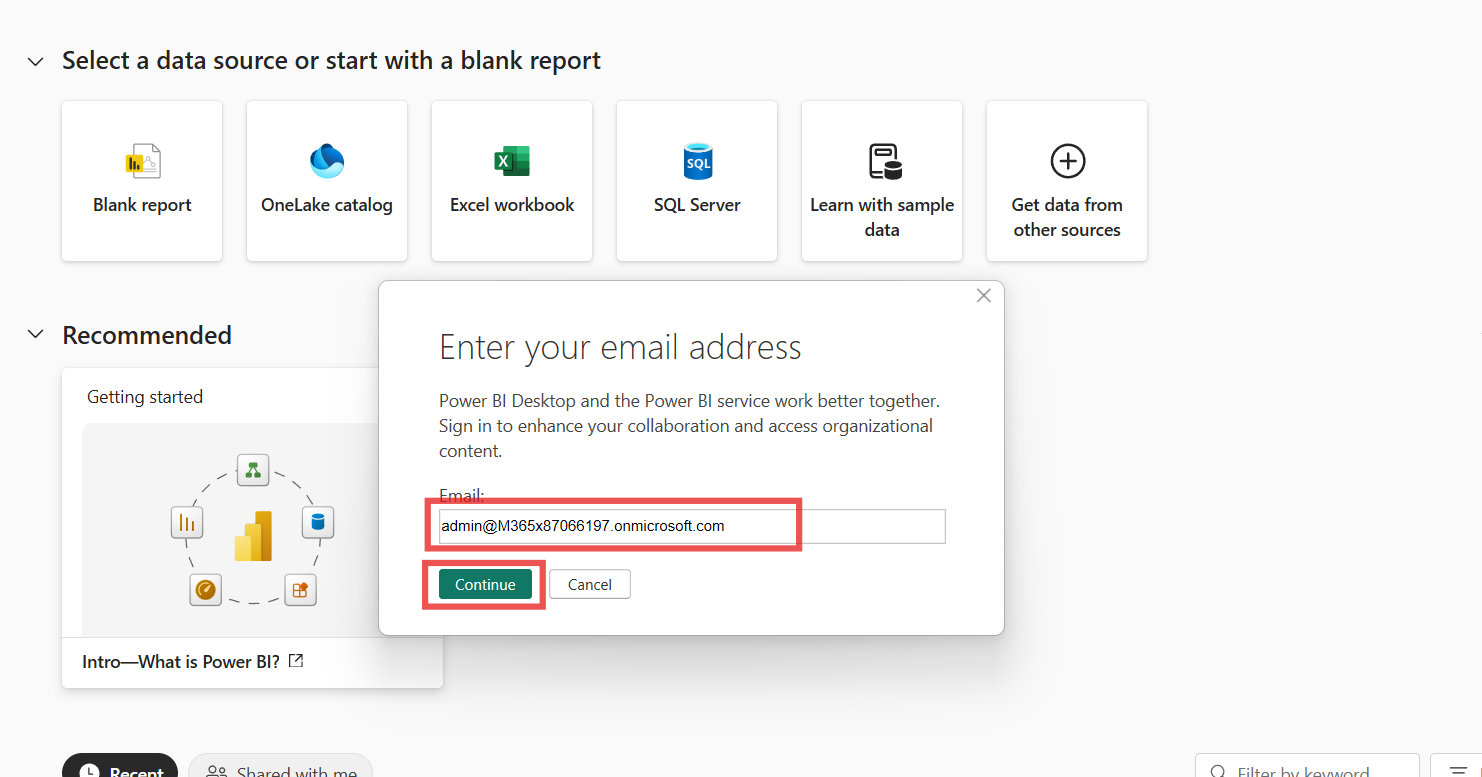 Select a data source or start with a blank report
Blank report
OneLake catalog
X
Excel workbook
SQL
SQL Server
Learn with sample
data
Get data from
other sources
Recommended
Getting started
Intro—What is Power BI?
Enter your email address
Power BI Desktop and the Power BI service work better together.
Sign in to enhance your collaboration and access organizational
content.
Email:
admin@M365x87066197.onmicrosoft.com
Continue
Cancel
Recent
Shared with me
Filter by keyword